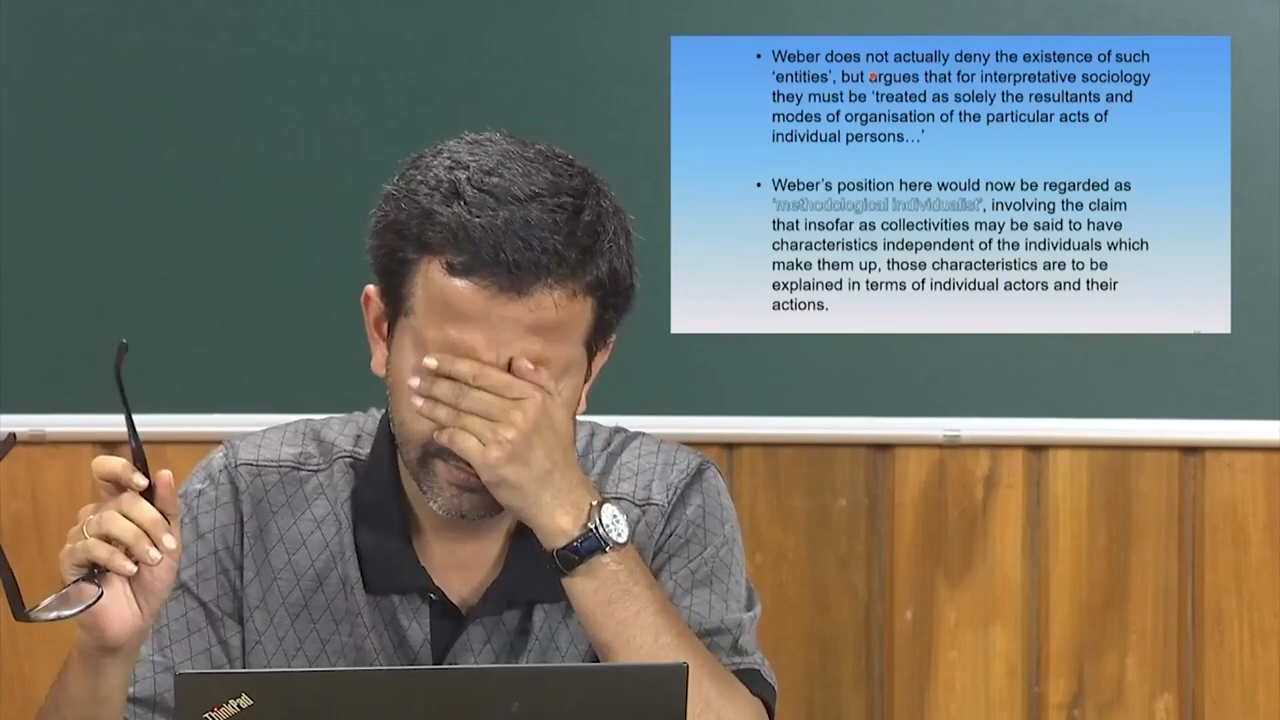 • Weber does not actually deny the existence of such
'entities', but argues that for interpretative sociology
they must be 'treated as solely the resultants and
modes of organisation of the particular acts of
individual persons…'
• Weber's position here would now be regarded as
'methodological individualist', involving the claim
that insofar as collectivities may be said to have
characteristics independent of the individuals which
make them up, those characteristics are to be
explained in terms of individual actors and their
actions.
ThinkPad